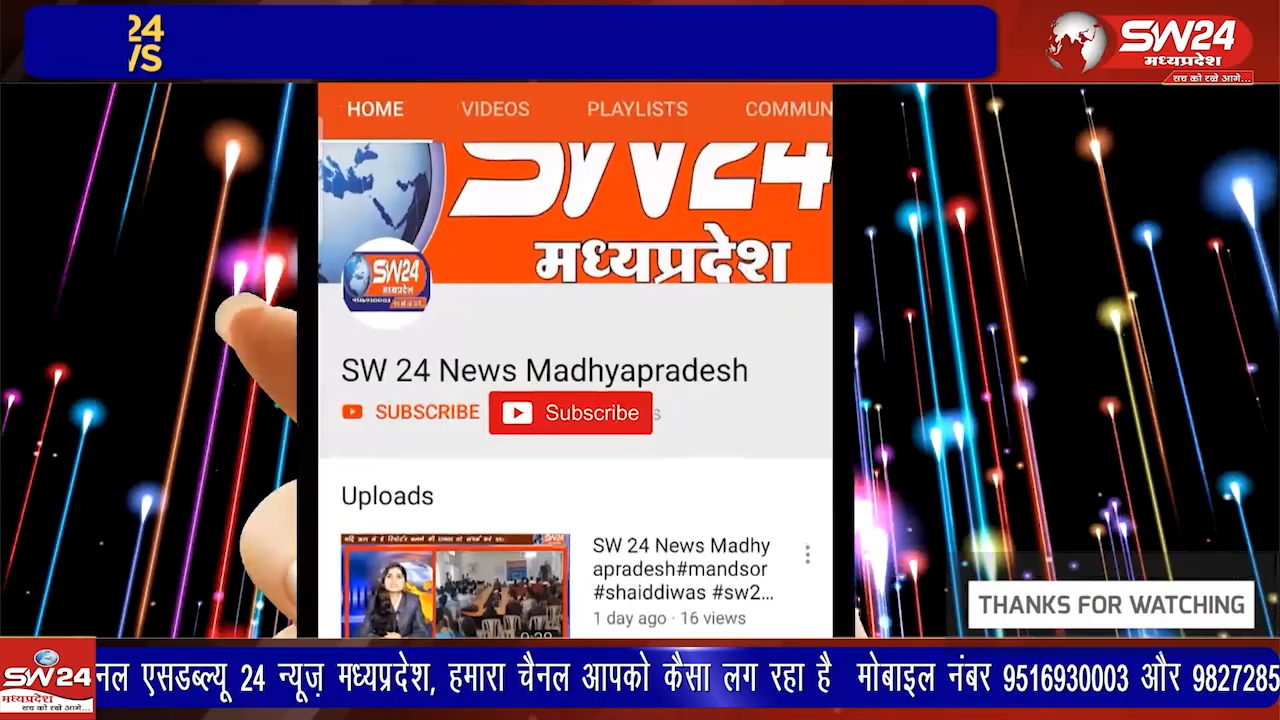 24
SW24
मध्यप्रदेश
सच को रखे आगे...
HOME VIDEOS PLAYLISTS COMMUN
SW24
मध्यप्रदेश
SW24
मध्यप्रदेश
SW 24 News Madhyapradesh
SUBSCRIBE
Subscribe
Uploads
SW 24 News Madhy
apradesh#mandsor
#shaiddiwas #sw2...
1 day ago · 16 views
0:28
THANKS FOR WATCHING
SW24
मध्यप्रदेश
सच को रखे आगे...
नल एसडब्ल्यू 24 न्यूज़ मध्यप्रदेश, हमारा चैनल आपको कैसा लग रहा है मोबाइल नंबर 9516930003 और 9827285